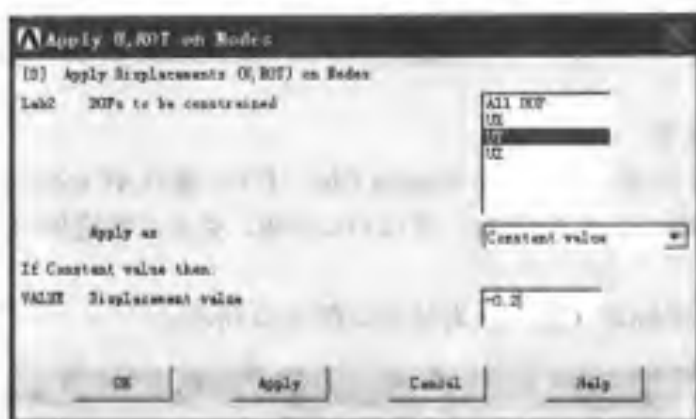 Apply U,ROT on Nodes
[D] Apply Displacements (U,ROT) on Nodes
Lab2 DOFs to be constrained
All DOF
UX
UY
UZ
Apply as
Constant value
If Constant value then:
VALUE Displacement value
-0.2
OK
Apply
Cancel
Help